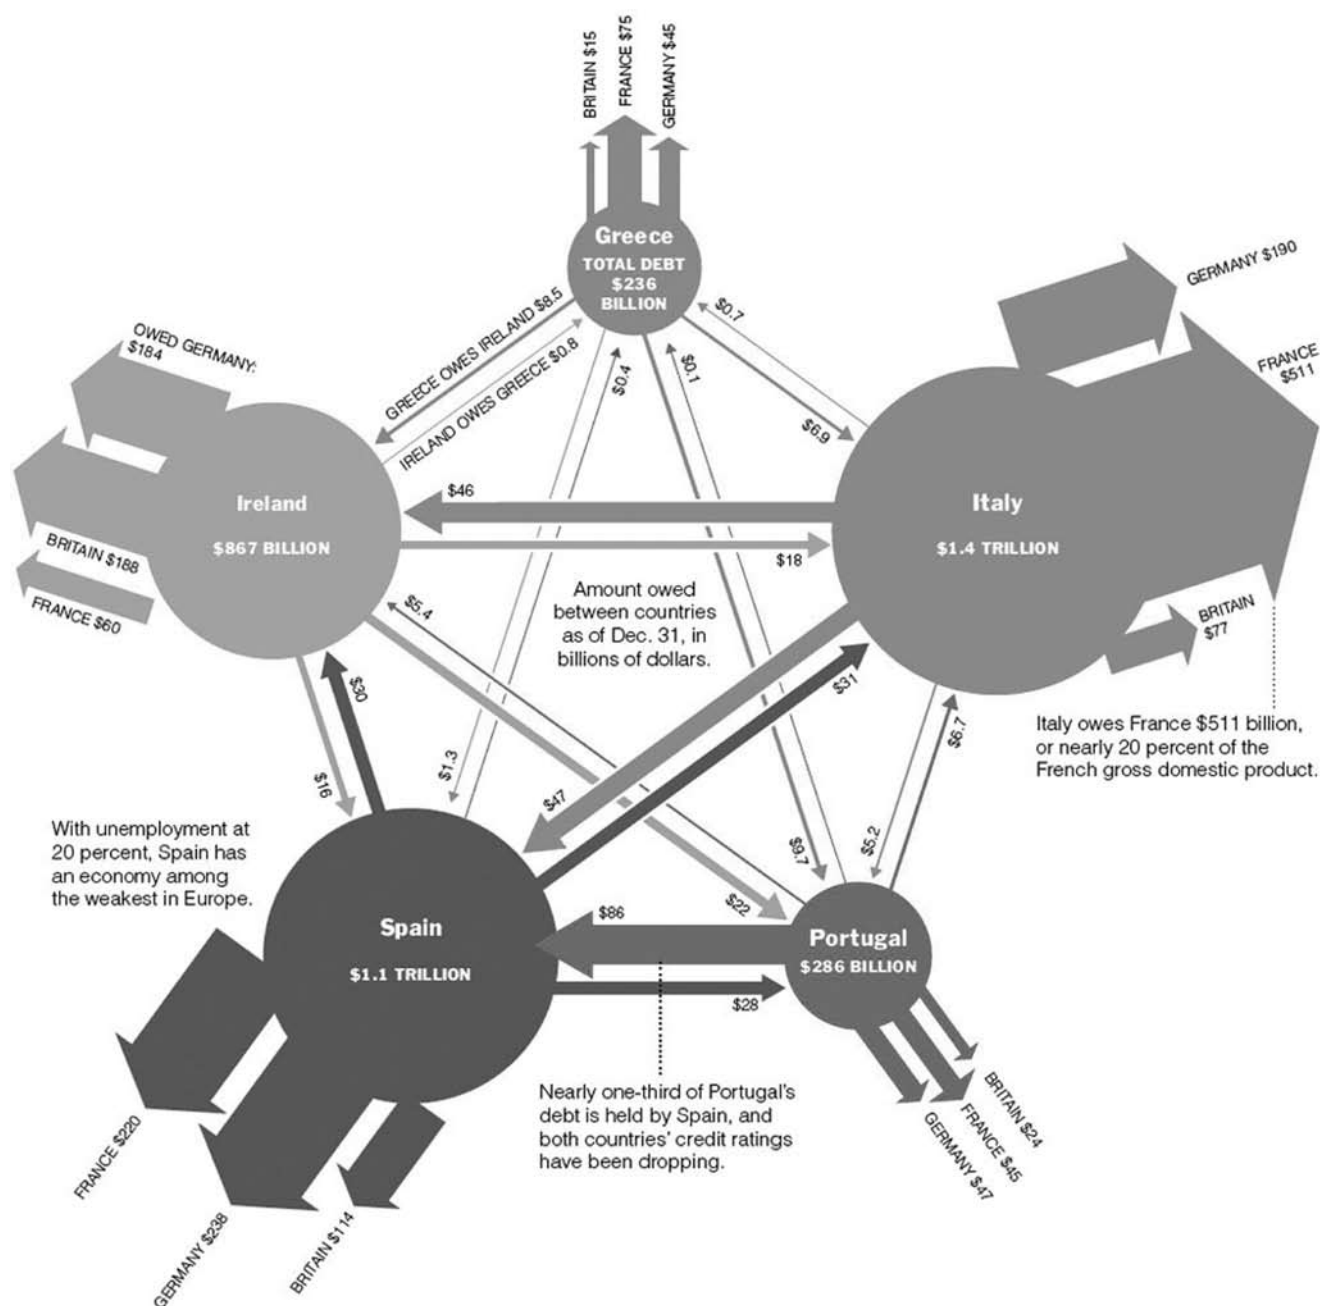 BRITAIN $15
FRANCE $75
GERMANY $45
Greece
TOTAL DEBT
$236
BILLION
GERMANY $190
FRANCE
$511
OWED GERMANY:
$184
GREECE OWES IRELAND $8.5
IRELAND OWES GREECE $0.8
$0.4
$0.1
$0.7
$6.9
Ireland
$867 BILLION
$46
$18
Italy
$1.4 TRILLION
BRITAIN $188
FRANCE $60
$5.4
Amount owed
between countries
as of Dec. 31, in
billions of dollars.
BRITAIN
$77
$30
$31
$16
$1.3
$47
$6.7
$5.2
$9.7
$22
Italy owes France $511 billion,
or nearly 20 percent of the
French gross domestic product.
With unemployment at
20 percent, Spain has
an economy among
the weakest in Europe.
Spain
$1.1 TRILLION
$86
$28
Portugal
$286 BILLION
Nearly one-third of Portugal's
debt is held by Spain, and
both countries' credit ratings
have been dropping.
FRANCE $220
GERMANY $238
BRITAIN $114
BRITAIN $24
FRANCE $45
GERMANY $47